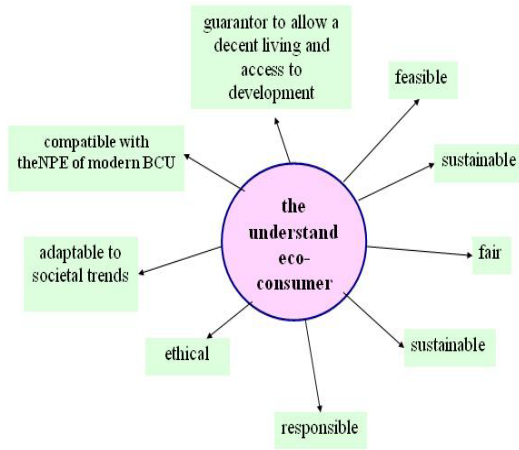 guarantor to allow a
decent living and
access to
development
feasible
compatible with
theNPE of modern BCU
sustainable
the
understand
eco-
consumer
adaptable to
societal trends
fair
ethical
sustainable
responsible